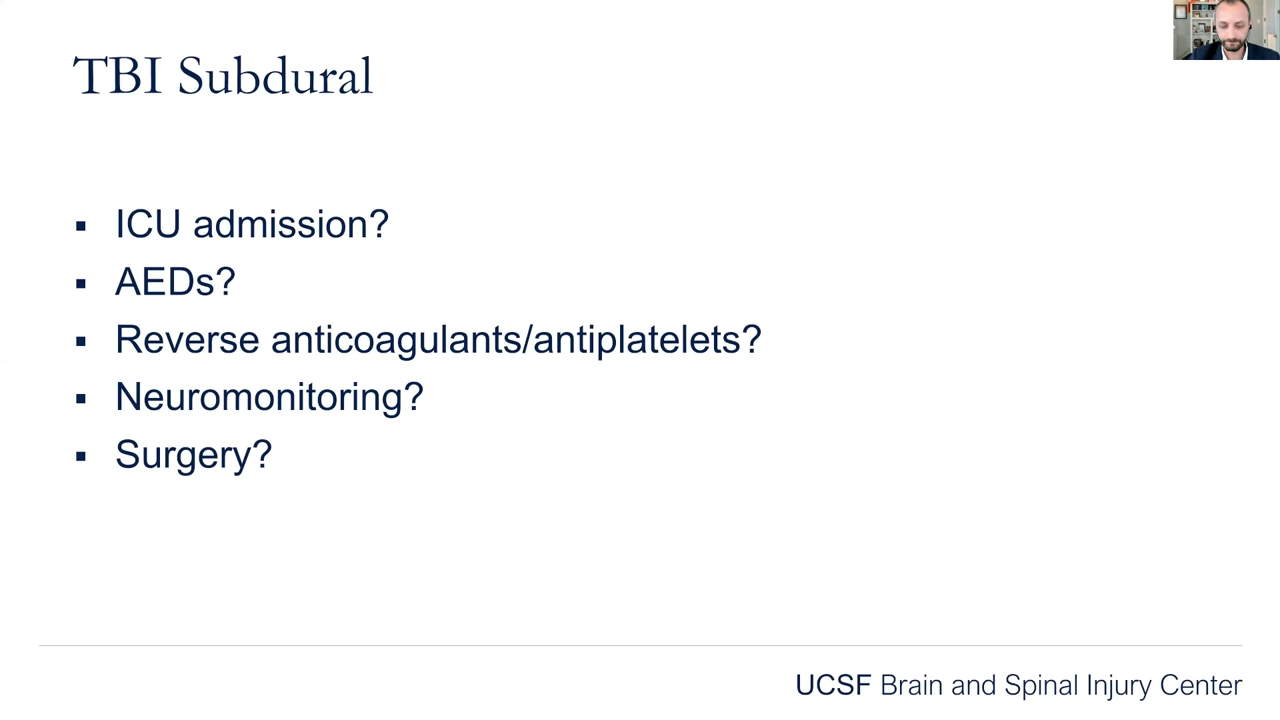 TBI Subdural
▪ ICU admission?
▪ AEDs?
▪ Reverse anticoagulants/antiplatelets?
▪ Neuromonitoring?
▪ Surgery?
UCSF Brain and Spinal Injury Center